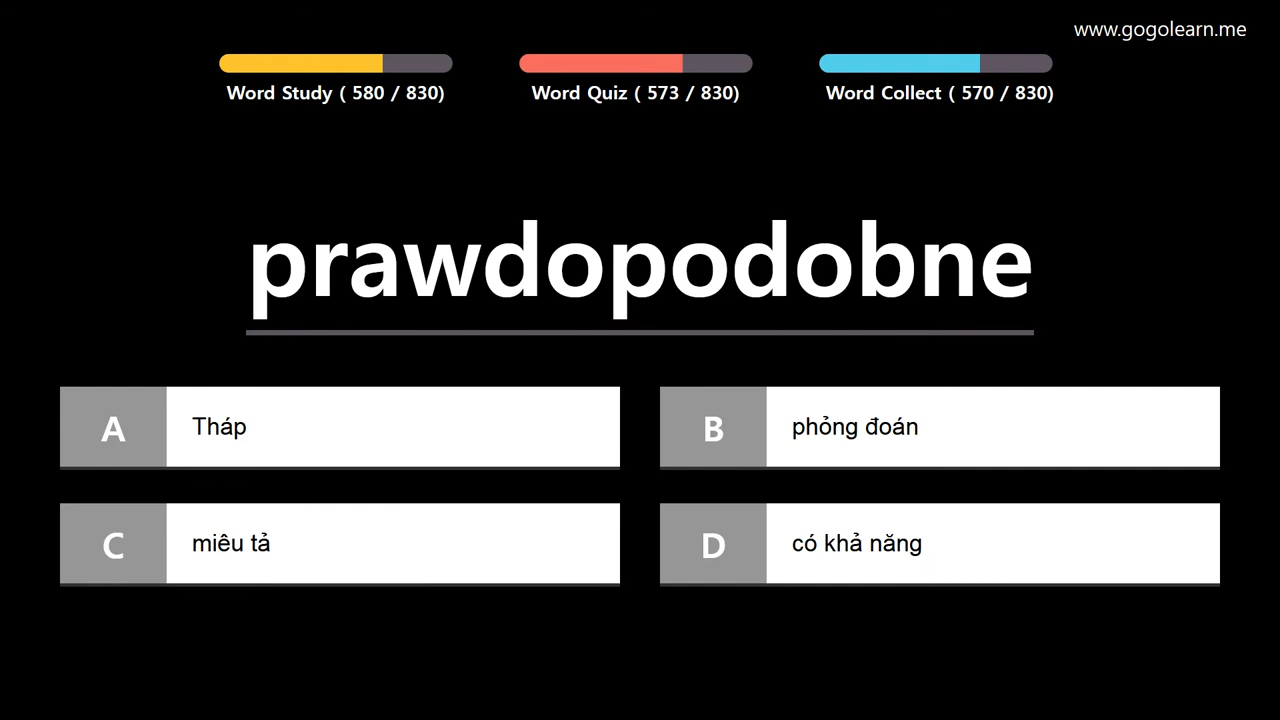 www.gogolearn.me
Word Study ( 580 / 830)
Word Quiz ( 573 / 830)
Word Collect ( 570 / 830)
prawdopodobne
A Tháp
B phỏng đoán
C miêu tả
D có khả năng